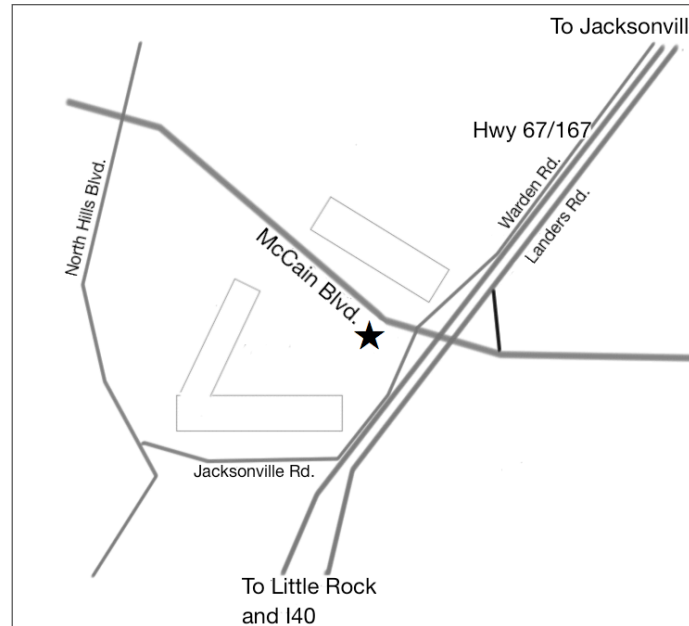 To Jacksonvill
Hwy 67/167
Warden Rd.
Landers Rd.
North Hills Blvd.
McCain Blvd.
Jacksonville Rd.
To Little Rock
and I40